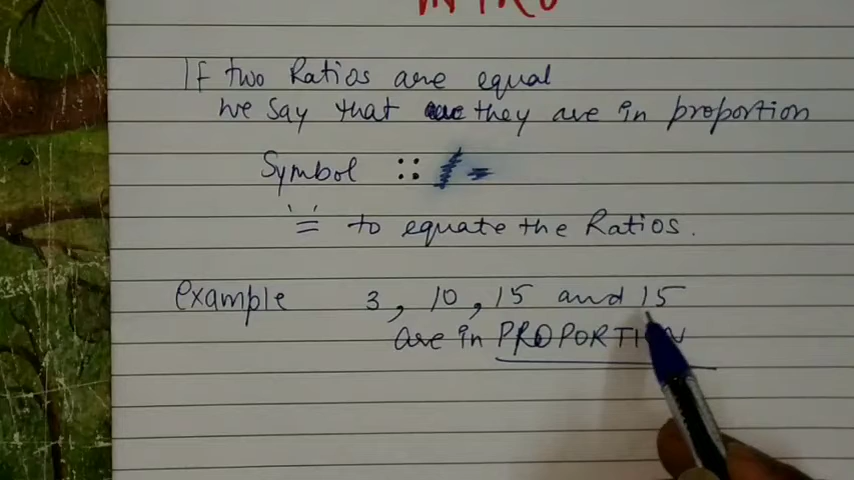 INTRO
If two Ratios are equal
we say that they are in proportion
Symbol ::
'=' to equate the Ratios.
Example 3, 10, 15 and 15
are in PROPORTION